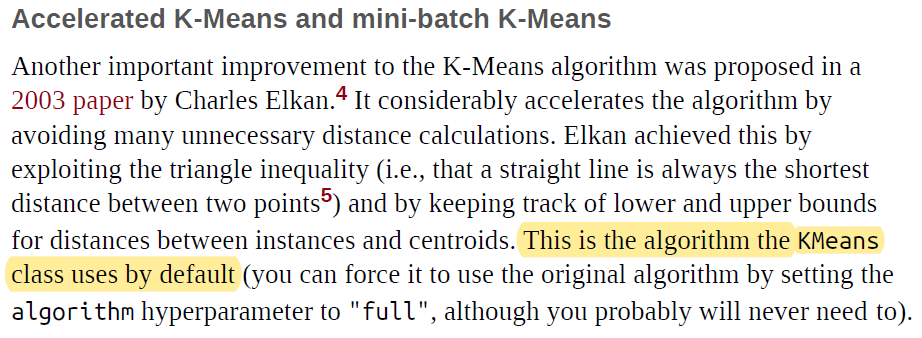 Accelerated K-Means and mini-batch K-Means
Another important improvement to the K-Means algorithm was proposed in a
2003 paper by Charles Elkan.4 It considerably accelerates the algorithm by
avoiding many unnecessary distance calculations. Elkan achieved this by
exploiting the triangle inequality (i.e., that a straight line is always the shortest
distance between two points5) and by keeping track of lower and upper bounds
for distances between instances and centroids. This is the algorithm the KMeans
class uses by default (you can force it to use the original algorithm by setting the
algorithm hyperparameter to "full", although you probably will never need to).